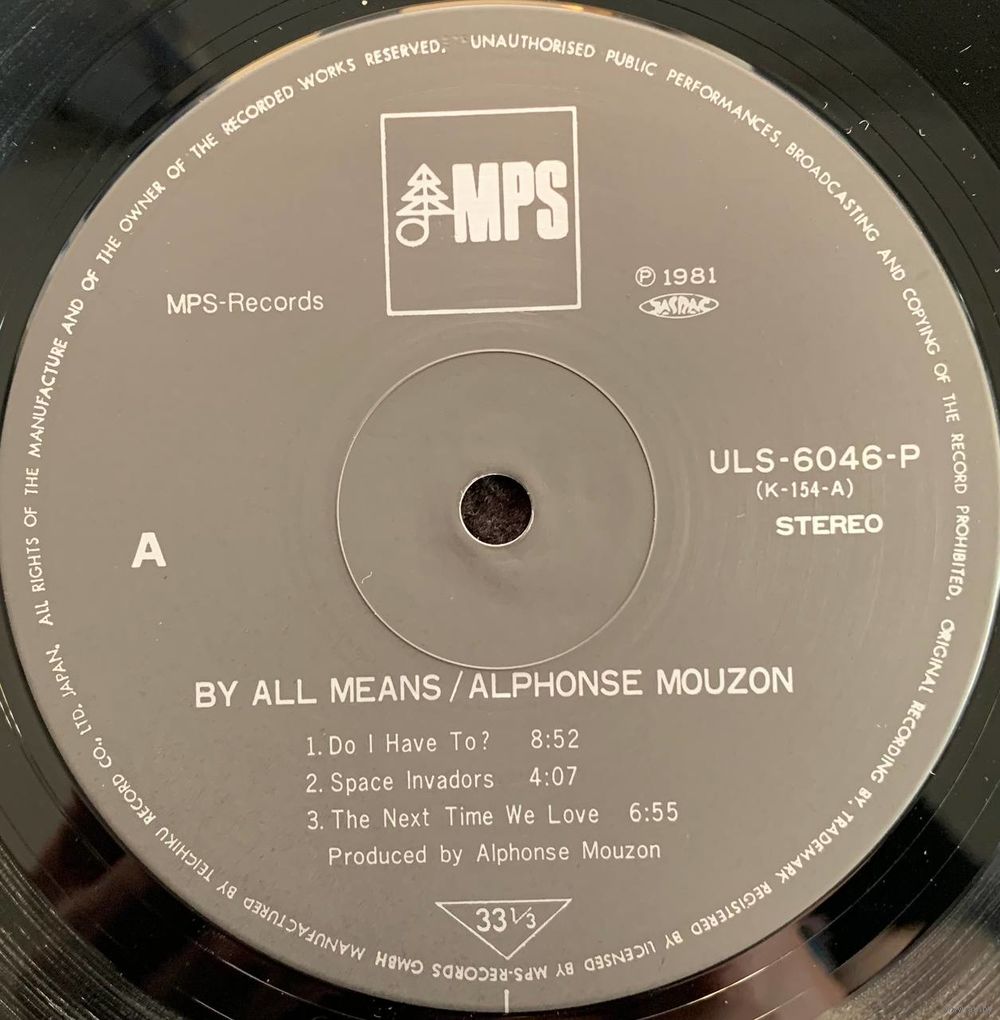 ALL RIGHTS OF THE MANUFACTURE AND OF THE OWNER OF THE RECORDED WORKS RESERVED. UNAUTHORISED PUBLIC PERFORMANCES, BROADCASTING AND COPYING OF THE RECORD PROHIBITED. ORIGINAL RECORDING BY, TRADEMARK REGISTERED BY LICENSED BY MPS-RECORDS GMBH MANUFACTURED BY TEICHIKU RECORD CO., LTD. JAPAN.
MPS
MPS-Records
Ⓟ 1981
JASRAC
ULS-6046-P
(K-154-A)
STEREO
A
BY ALL MEANS / ALPHONSE MOUZON
1. Do I Have To? 8:52
2. Space Invadors 4:07
3. The Next Time We Love 6:55
Produced by Alphonse Mouzon
33⅓